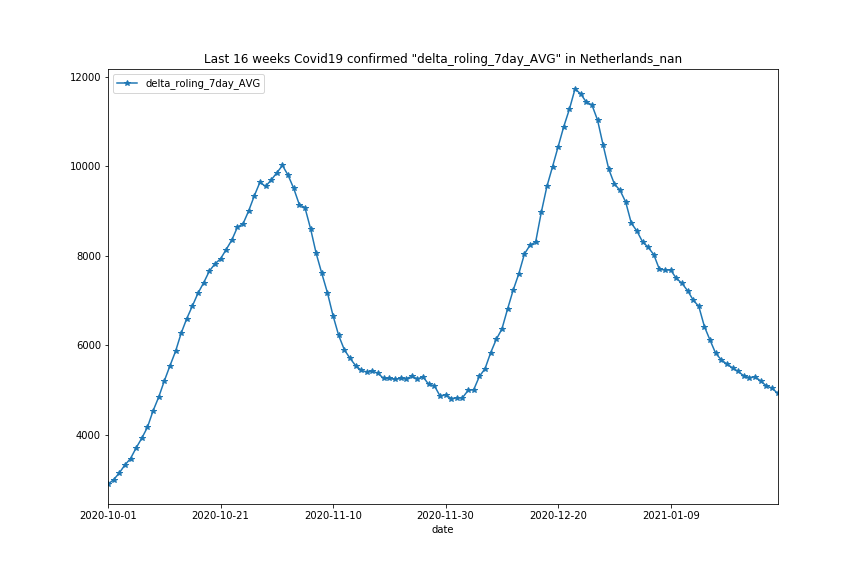 Last 16 weeks Covid19 confirmed "delta_roling_7day_AVG" in Netherlands_nan
12000
delta_roling_7day_AVG
10000
8000
6000
4000
2020-10-01 2020-10-21 2020-11-10 2020-11-30 2020-12-20 2021-01-09
date